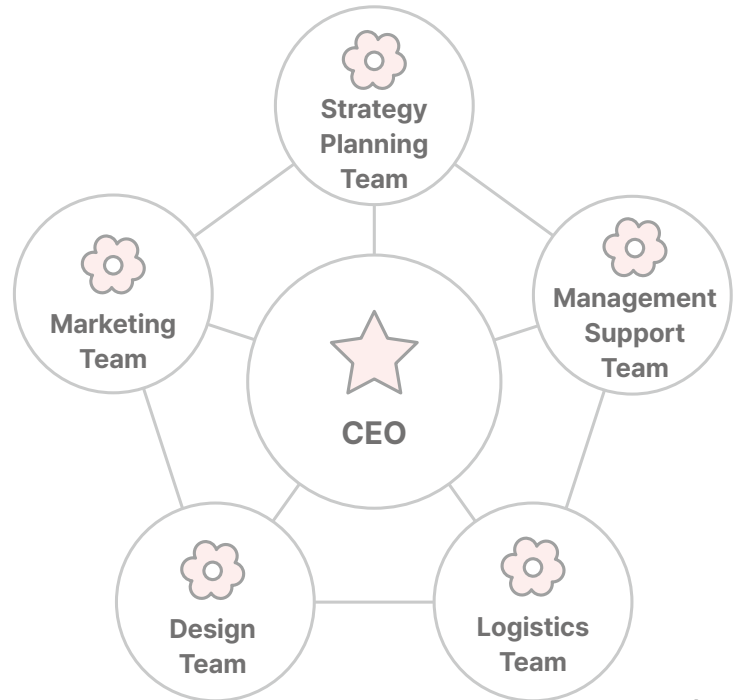 Strategy
Planning
Team
Marketing
Team
Management
Support
Team
CEO
Design
Team
Logistics
Team